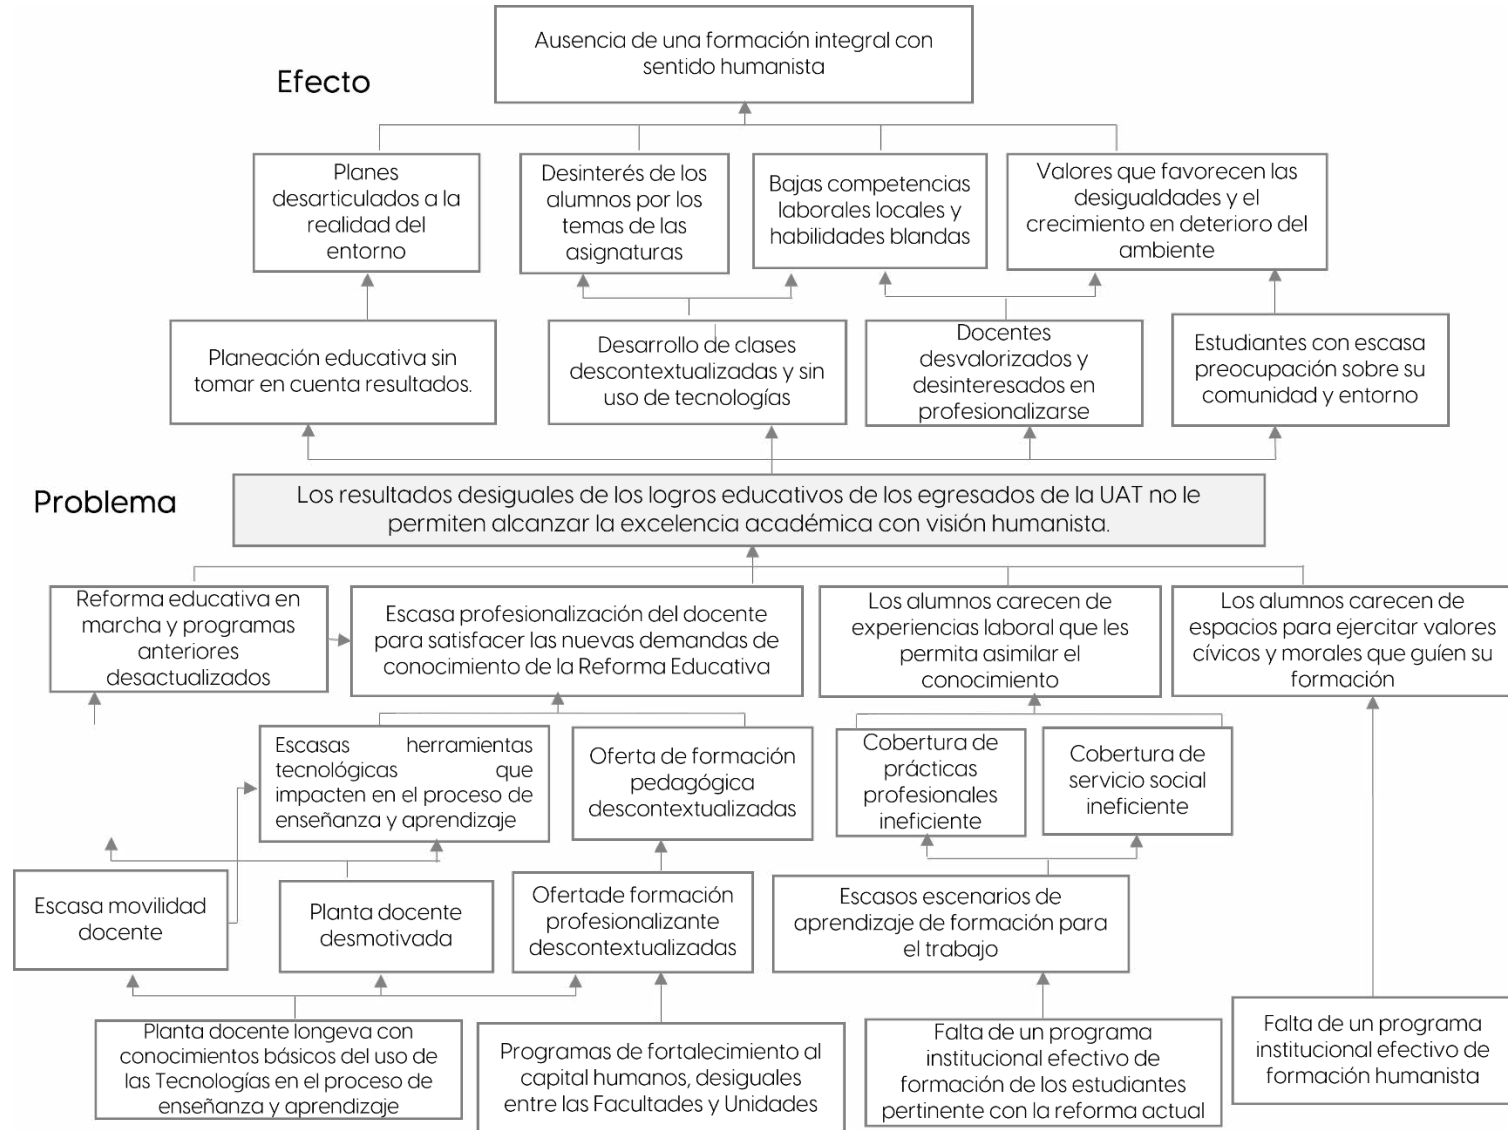 Ausencia de una formación integral con
sentido humanista
Efecto
Planes
desarticulados a la
realidad del
entorno
Desinterés de los
alumnos por los
temas de las
asignaturas
Bajas competencias
laborales locales y
habilidades blandas
Valores que favorecen las
desigualdades y el
crecimiento en deterioro del
ambiente
Planeación educativa sin
tomar en cuenta resultados.
Desarrollo de clases
descontextualizadas y sin
uso de tecnologías
Docentes
desvalorizados y
desinteresados en
profesionalizarse
Estudiantes con escasa
preocupación sobre su
comunidad y entorno
Problema
Los resultados desiguales de los logros educativos de los egresados de la UAT no le
permiten alcanzar la excelencia académica con visión humanista.
Reforma educativa en
marcha y programas
anteriores
desactualizados
Escasa profesionalización del docente
para satisfacer las nuevas demandas de
conocimiento de la Reforma Educativa
Los alumnos carecen de
experiencias laboral que les
permita asimilar el
conocimiento
Los alumnos carecen de
espacios para ejercitar valores
cívicos y morales que guíen su
formación
Escasas herramientas
tecnológicas que
impacten en el proceso de
enseñanza y aprendizaje
Oferta de formación
pedagógica
descontextualizadas
Cobertura de
prácticas
profesionales
ineficiente
Cobertura de
servicio social
ineficiente
Escasa movilidad
docente
Planta docente
desmotivada
Ofertade formación
profesionalizante
descontextualizadas
Escasos escenarios de
aprendizaje de formación para
el trabajo
Planta docente longeva con
conocimientos básicos del uso de
las Tecnologías en el proceso de
enseñanza y aprendizaje
Programas de fortalecimiento al
capital humanos, desiguales
entre las Facultades y Unidades
Falta de un programa
institucional efectivo de
formación de los estudiantes
pertinente con la reforma actual
Falta de un programa
institucional efectivo de
formación humanista